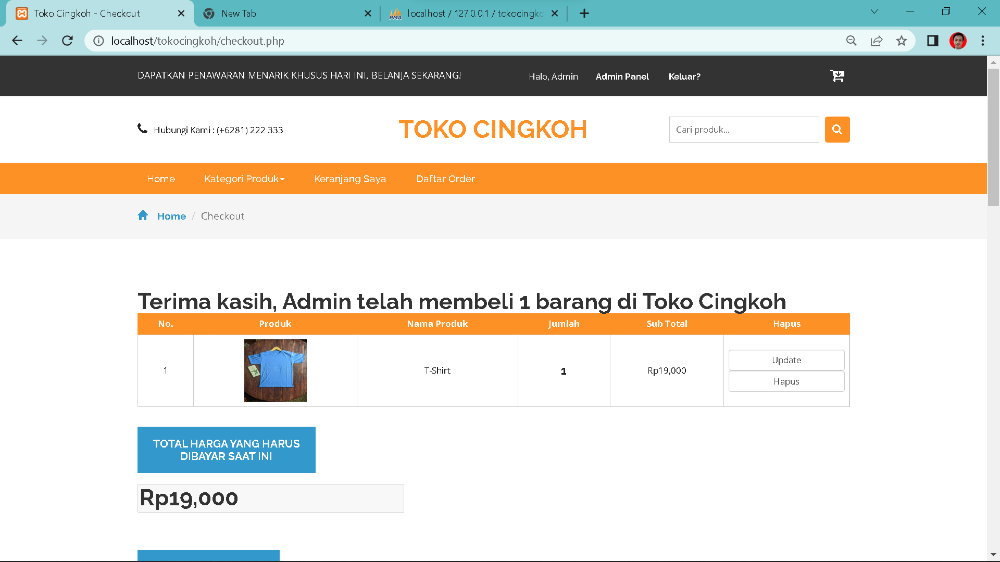 Toko Cingkoh - Checkout
New Tab
localhost / 127.0.0.1 / tokocingko
localhost/tokocingkoh/checkout.php
DAPATKAN PENAWARAN MENARIK KHUSUS HARI INI, BELANJA SEKARANG!
Halo, Admin
Admin Panel
Keluar?
Hubungi Kami : (+6281) 222 333
TOKO CINGKOH
Cari produk...
Home
Kategori Produk
Keranjang Saya
Daftar Order
Home / Checkout
Terima kasih, Admin telah membeli 1 barang di Toko Cingkoh
No. Produk Nama Produk Jumlah Sub Total Hapus
1 T-Shirt 1 Rp19,000
Update
Hapus
TOTAL HARGA YANG HARUS
DIBAYAR SAAT INI
Rp19,000